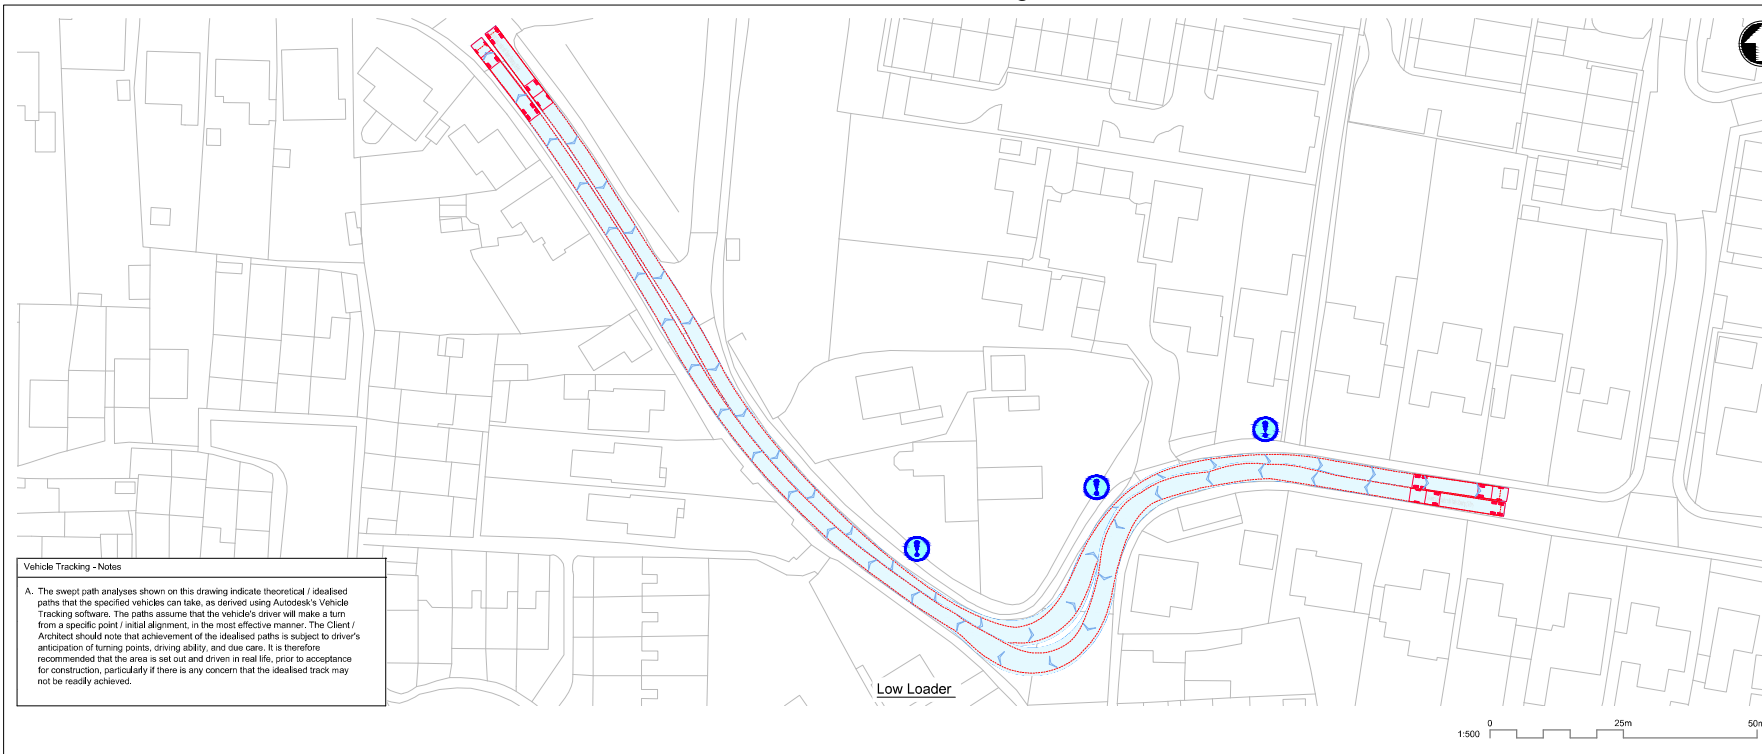 Vehicle Tracking - Notes
A. The swept path analyses shown on this drawing indicate theoretical / idealised
paths that the specified vehicles can take, as derived using Autodesk's Vehicle
Tracking software. The paths assume that the vehicle's driver will make a turn
from a specific point / initial alignment, in the most effective manner. The Client /
Architect should note that achievement of the idealised paths is subject to driver's
anticipation of turning points, driving ability, and due care. It is therefore
recommended that the area is set out and driven in real life, prior to acceptance
for construction, particularly if there is any concern that the idealised track may
not be readily achieved.
!
!
!
Low Loader
1:500
0
25m
50m